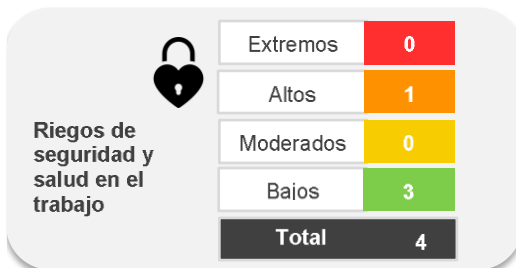 Extremos 0
Altos 1
Moderados 0
Bajos 3
Total 4
Riegos de
seguridad y
salud en el
trabajo